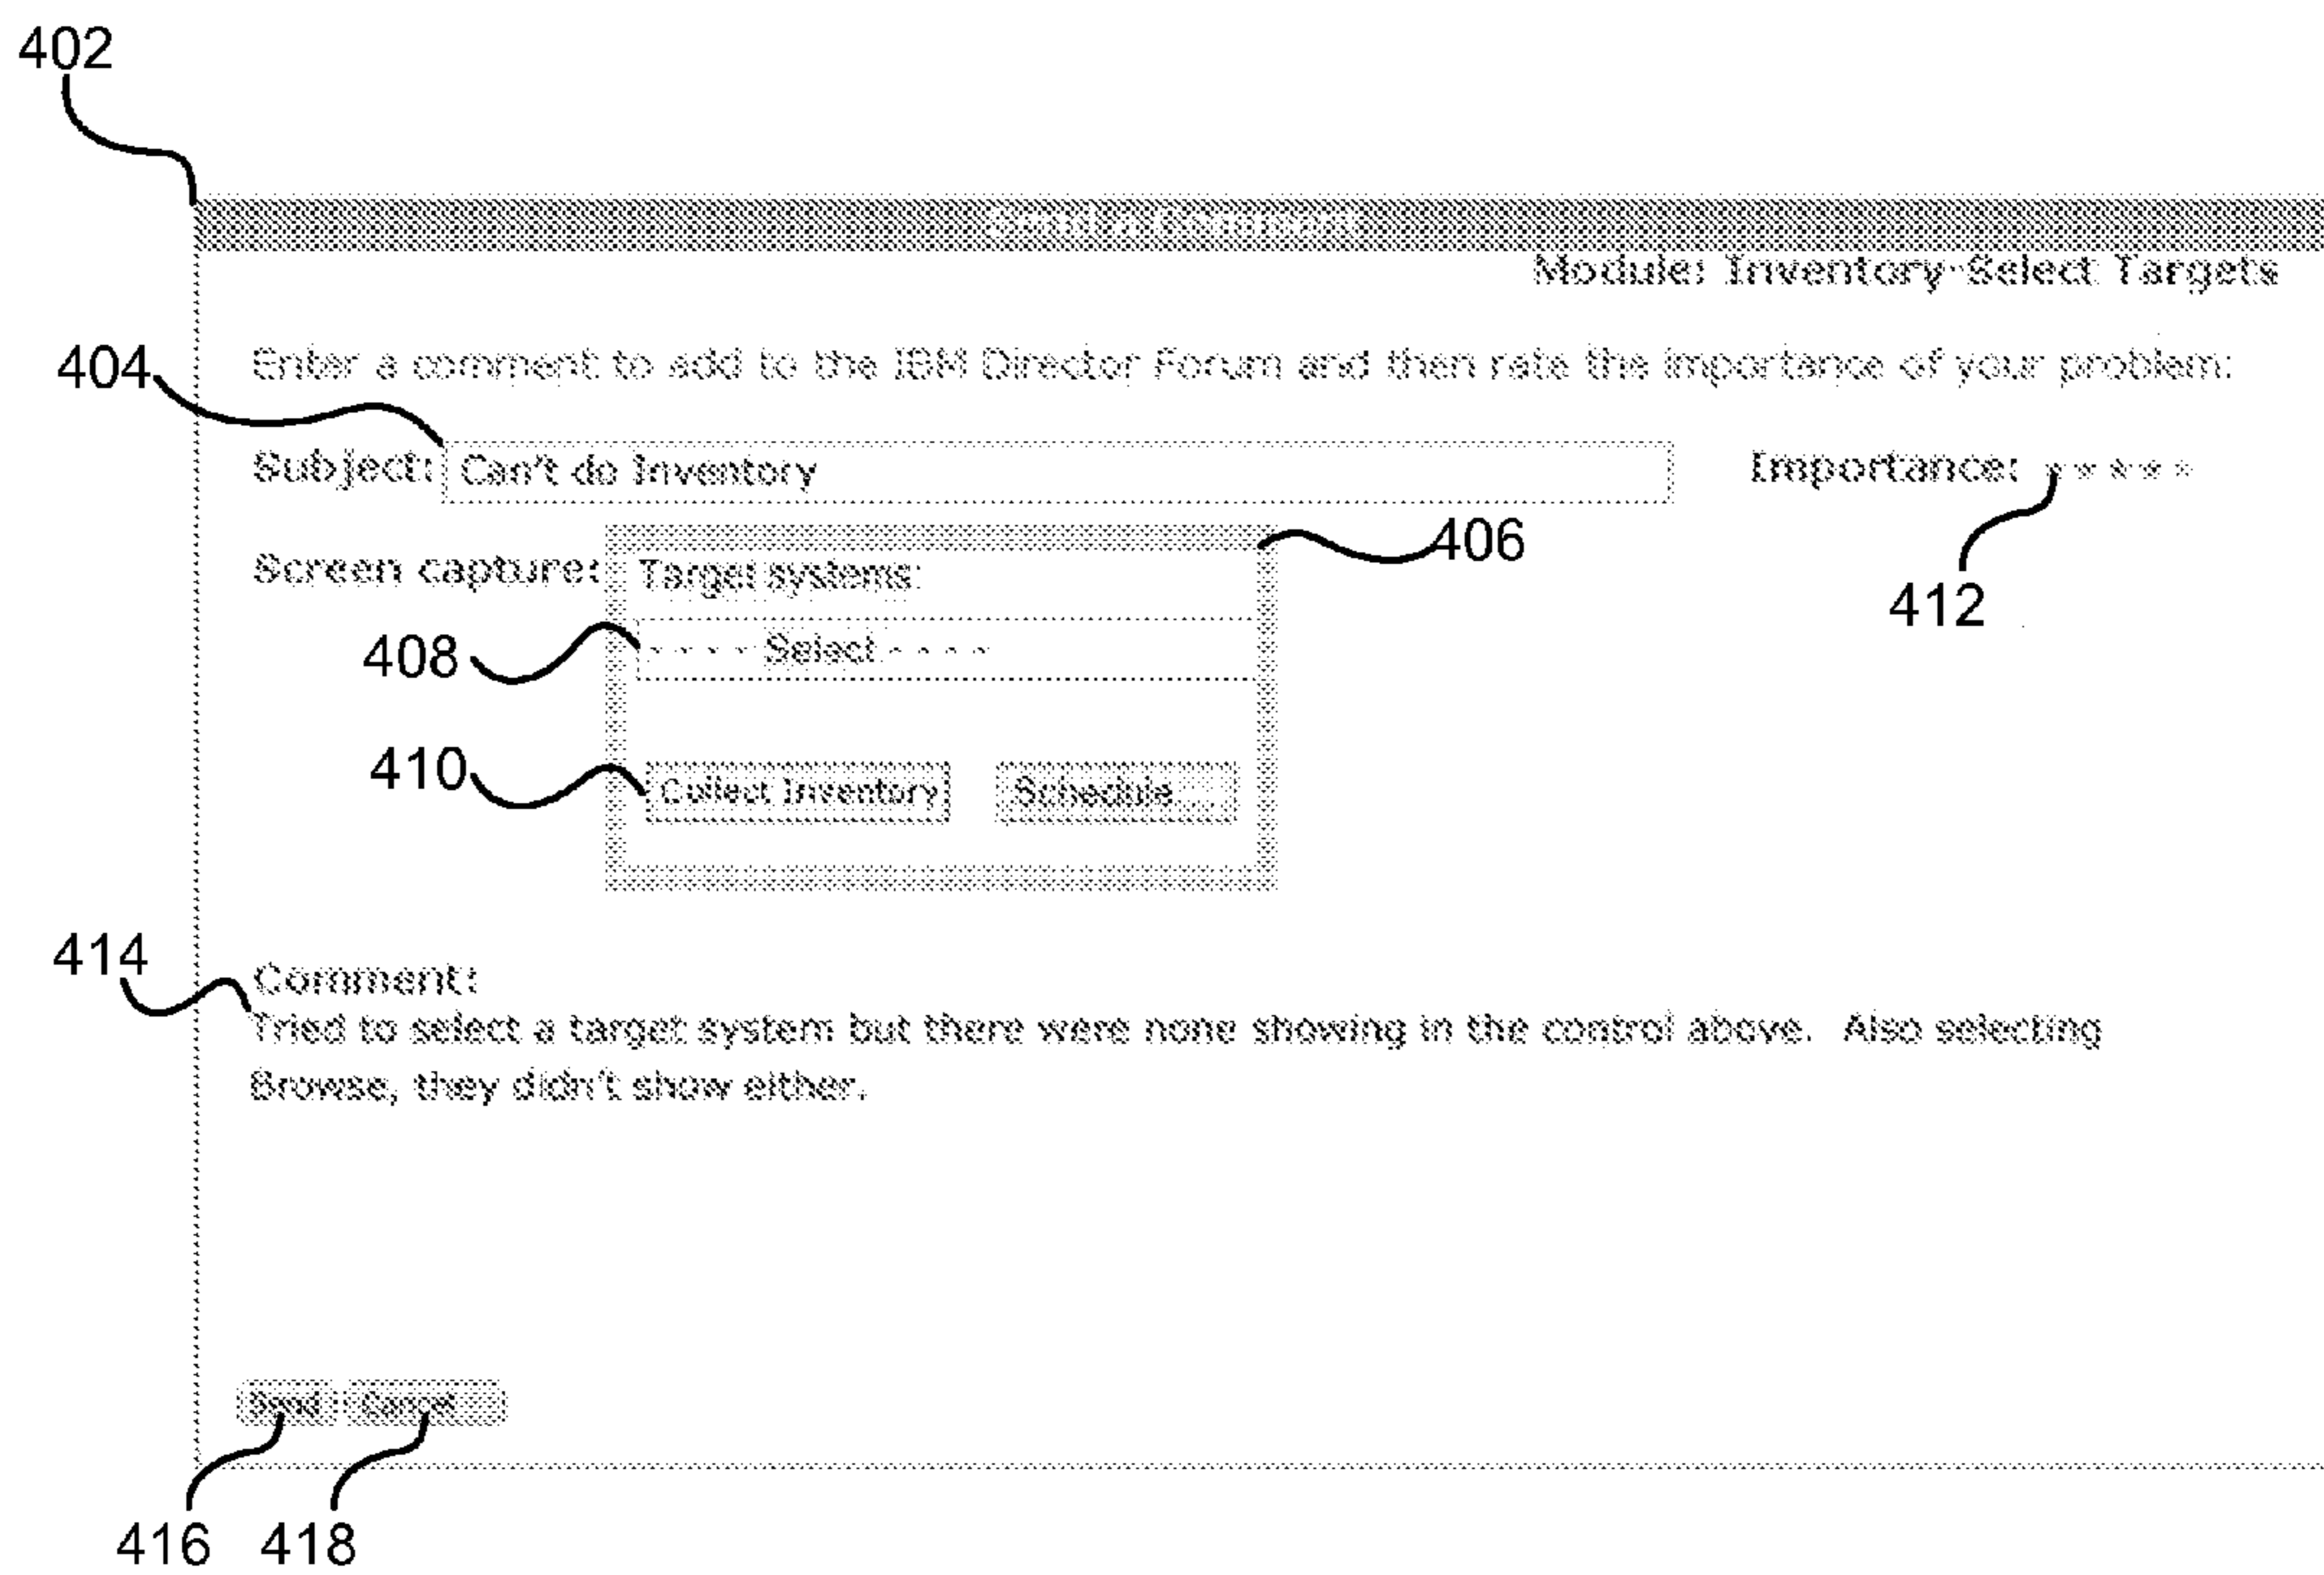 402
Send a Comment
Module: Inventory-Select Targets
404
Enter a comment to add to the IBM Director Forum and then rate the importance of your problem:
Subject: Can't do Inventory Importance: * * * * *
406
Screen capture: Target systems:
412
408
- - - - Select - - - -
410
Collect Inventory Schedule...
414
Comment:
Tried to select a target system but there were none showing in the control above. Also selecting
Browse, they didn't show either.
Send Cancel
416 418